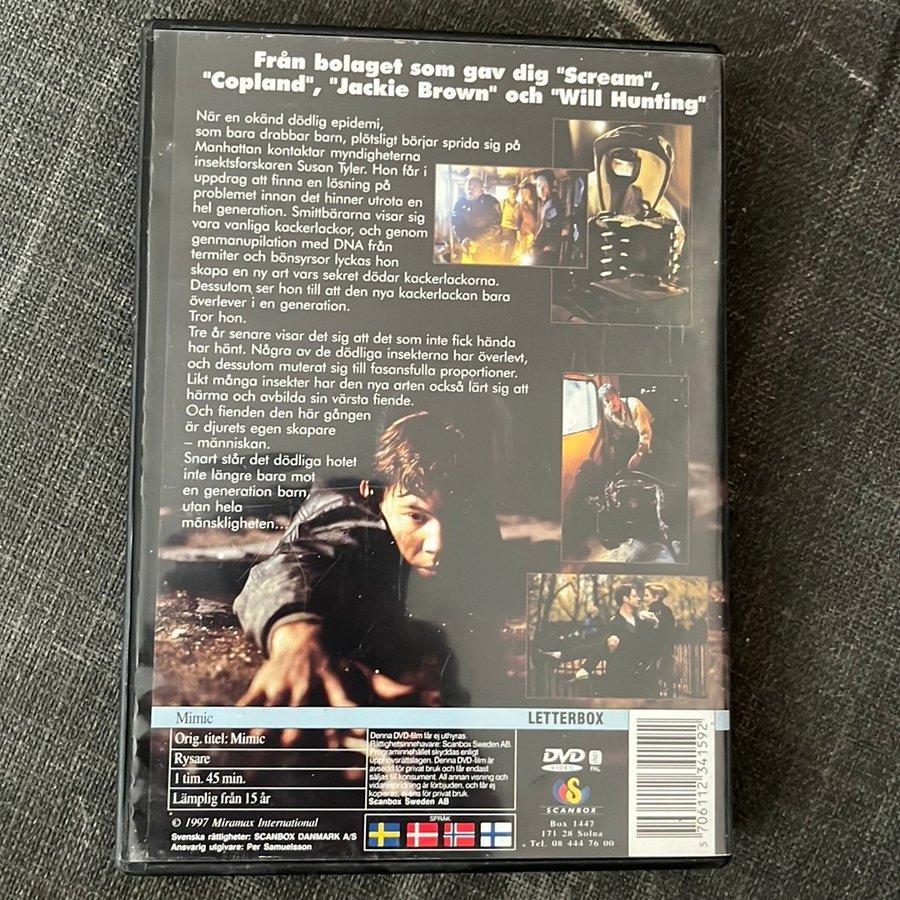 Från bolaget som gav dig "Scream",
"Copland", "Jackie Brown" och "Will Hunting"
När en okänd dödlig epidemi,
som bara drabbar barn, plötsligt börjar sprida sig på
Manhattan kontaktar myndigheterna
insektsforskaren Susan Tyler. Hon får i
uppdrag att finna en lösning på
problemet innan det hinner utrota en
hel generation. Smittbärarna visar sig
vara vanliga kackerlackor, och genom
genmanupilation med DNA från
termiter och bönsyrsor lyckas hon
skapa en ny art vars sekret dödar kackerlackorna.
Dessutom ser hon till att den nya kackerlackan bara
överlever i en generation.
Tror hon.
Tre år senare visar det sig att det som inte fick hända
har hänt. Några av de dödliga insekterna har överlevt,
och dessutom muterat sig till fasansfulla proportioner.
Likt många insekter har den nya arten också lärt sig att
härma och avbilda sin värsta fiende.
Och fienden den här gången
är djurets egen skapare
– människan.
Snart står det dödliga hotet
inte längre bara mot
en generation barn,
utan hela
mänskligheten...
Mimic
LETTERBOX
Orig. titel: Mimic
Rysare
1 tim. 45 min.
Lämplig från 15 år
Denna DVD-film får ej uthyras.
Rättighetsinnehavare: Scanbox Sweden AB.
Programinnehållet skyddas enligt
upphovsrättslagen. Denna DVD-film är
avsedd för privat bruk och får endast
säljas till konsument. All annan visning och
vidarespridning är förbjuden, och får ej
kopieras, ej ens för privat bruk.
Scanbox Sweden AB
© 1997 Miramax International
Svenska rättigheter: SCANBOX DANMARK A/S
Ansvarig utgivare: Per Samuelsson
SPRÅK
DVD
VIDEO
2
PAL
SCANBOX
Box 1447
171 28 Solna
Tel. 08 444 76 00
5 706112 341592